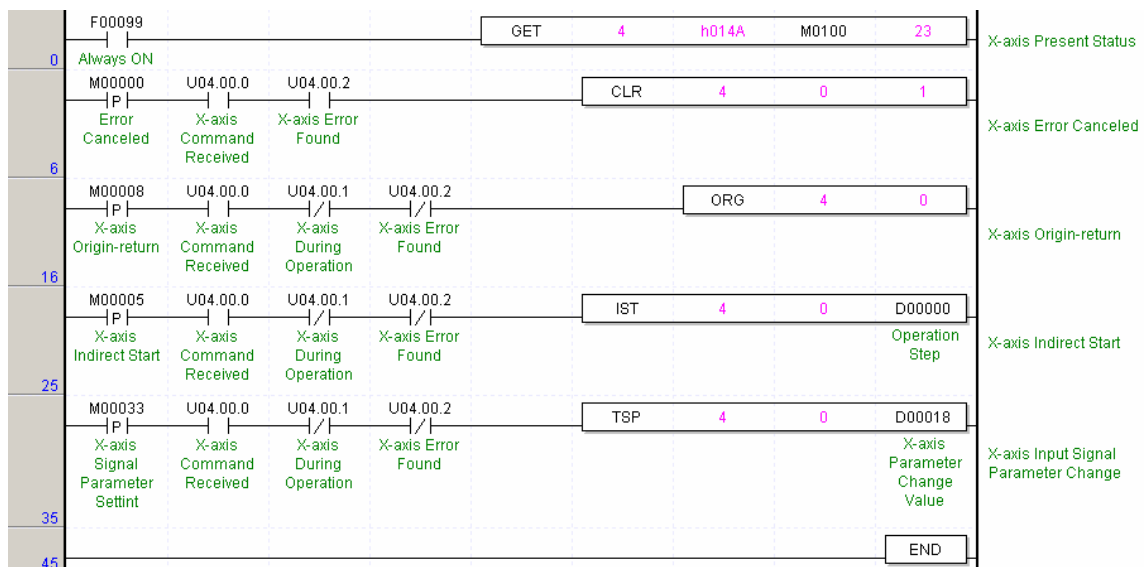 F00099
GET 4 h014A M0100 23
X-axis Present Status
0 Always ON
M00000 U04.00.0 U04.00.2
P
CLR 4 0 1
Error X-axis X-axis Error
Canceled Command Found
Received
X-axis Error Canceled
6
M00008 U04.00.0 U04.00.1 U04.00.2
P
ORG 4 0
X-axis X-axis X-axis X-axis Error
Origin-return Command During Found
Received Operation
X-axis Origin-return
16
M00005 U04.00.0 U04.00.1 U04.00.2
P
IST 4 0 D00000
X-axis X-axis X-axis X-axis Error Operation
Indirect Start Command During Found Step
Received Operation
X-axis Indirect Start
25
M00033 U04.00.0 U04.00.1 U04.00.2
P
TSP 4 0 D00018
X-axis X-axis X-axis X-axis Error X-axis
Signal Command During Found Parameter
Parameter Received Operation Change
Settint Value
X-axis Input Signal
Parameter Change
35
END
45